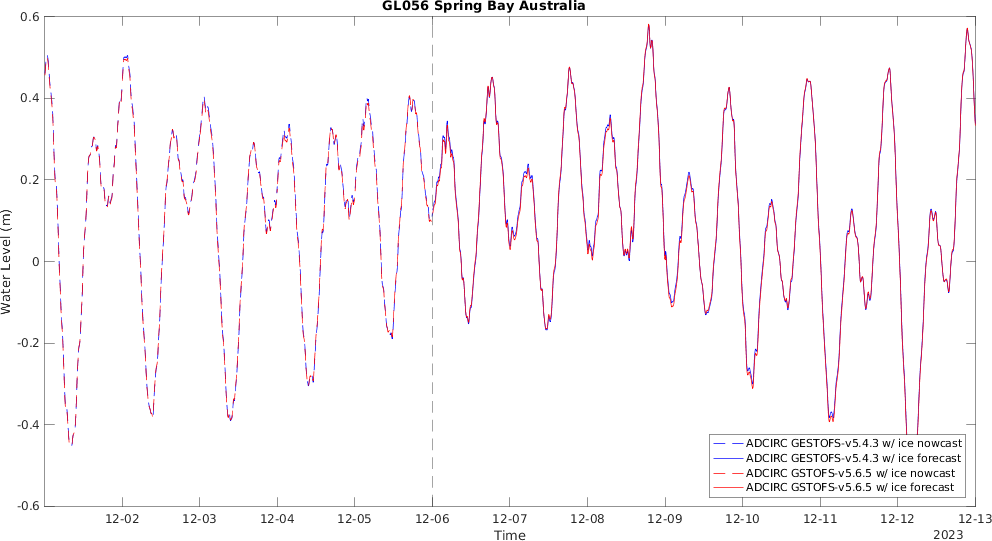 GL056 Spring Bay Australia
0.6
0.4
0.2
0
-0.2
-0.4
-0.6
Water Level (m)
ADCIRC GESTOFS-v5.4.3 w/ ice nowcast
ADCIRC GESTOFS-v5.4.3 w/ ice forecast
ADCIRC GSTOFS-v5.6.5 w/ ice nowcast
ADCIRC GSTOFS-v5.6.5 w/ ice forecast
12-02 12-03 12-04 12-05 12-06 12-07 12-08 12-09 12-10 12-11 12-12 12-13
Time
2023